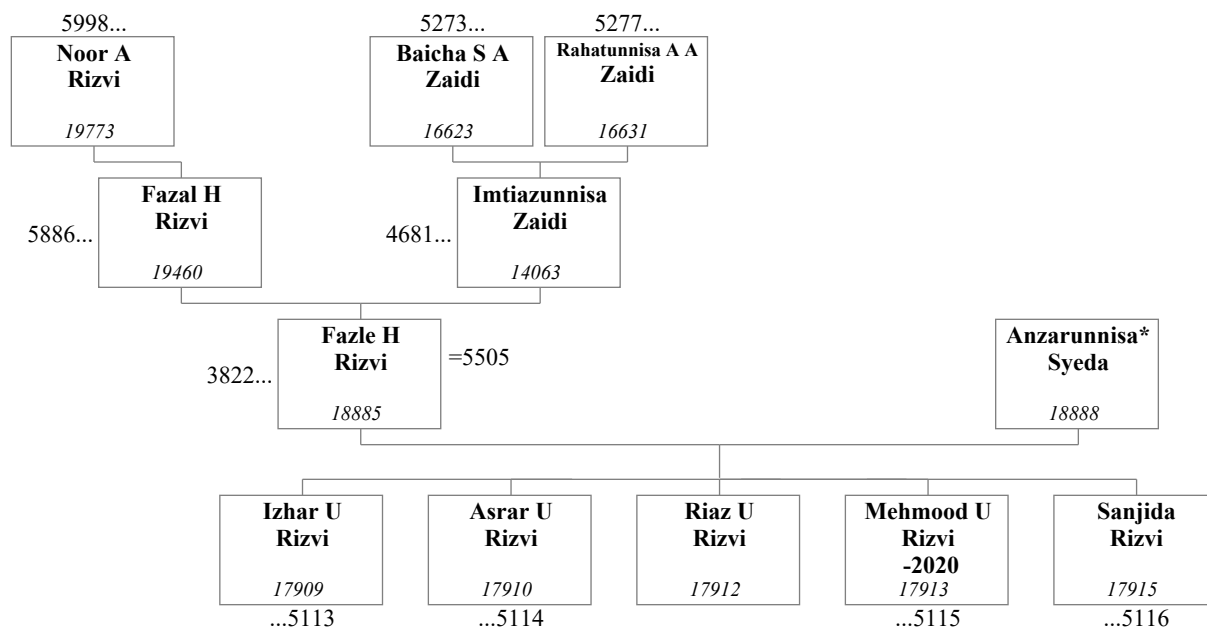 5998...
5273...
5277...
Noor A
Rizvi
19773
Baicha S A
Zaidi
16623
Rahatunnisa A A
Zaidi
16631
5886...
Fazal H
Rizvi
19460
4681...
Imtiazunnisa
Zaidi
14063
3822...
Fazle H
Rizvi
18885
=5505
Anzarunnisa*
Syeda
18888
Izhar U
Rizvi
17909
...5113
Asrar U
Rizvi
17910
...5114
Riaz U
Rizvi
17912
Mehmood U
Rizvi
-2020
17913
...5115
Sanjida
Rizvi
17915
...5116